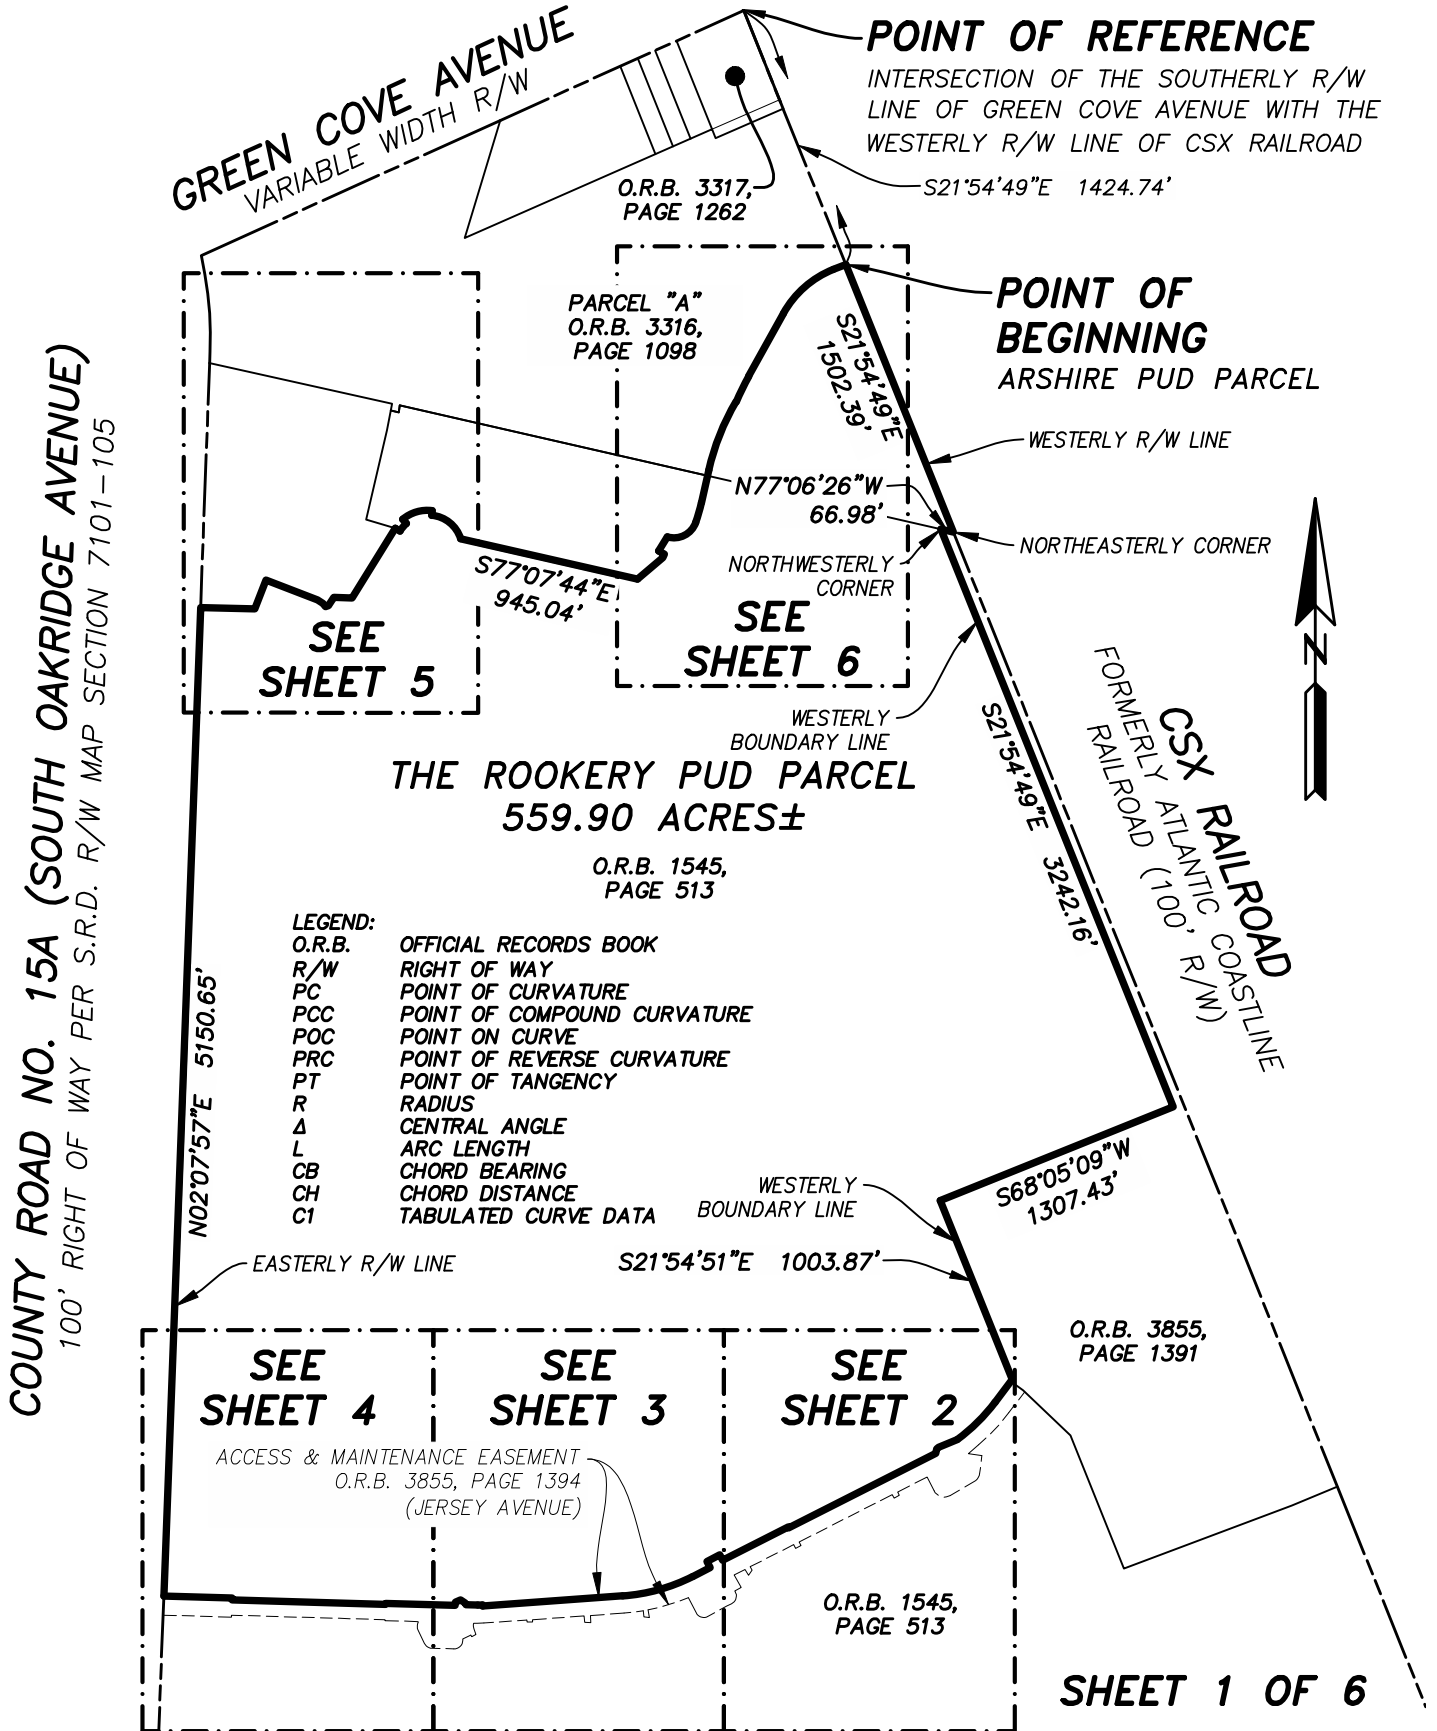 GREEN COVE AVENUE
VARIABLE WIDTH R/W
POINT OF REFERENCE
INTERSECTION OF THE SOUTHERLY R/W
LINE OF GREEN COVE AVENUE WITH THE
WESTERLY R/W LINE OF CSX RAILROAD
S21°54'49"E 1424.74'
O.R.B. 3317,
PAGE 1262
PARCEL "A"
O.R.B. 3316,
PAGE 1098
POINT OF
BEGINNING
ARSHIRE PUD PARCEL
S21°54'49"E
1502.39'
WESTERLY R/W LINE
N77°06'26"W
66.98'
NORTHEASTERLY CORNER
NORTHWESTERLY
CORNER
S77°07'44"E
945.04'
SEE
SHEET 5
SEE
SHEET 6
N
WESTERLY
BOUNDARY LINE
S21°54'49"E 3242.16'
CSX RAILROAD
FORMERLY ATLANTIC COASTLINE
RAILROAD (100' R/W)
THE ROOKERY PUD PARCEL
559.90 ACRES±
O.R.B. 1545,
PAGE 513
COUNTY ROAD NO. 15A (SOUTH OAKRIDGE AVENUE)
100' RIGHT OF WAY PER S.R.D. R/W MAP SECTION 7101-105
N02°07'57"E 5150.65'
LEGEND:
O.R.B. OFFICIAL RECORDS BOOK
R/W RIGHT OF WAY
PC POINT OF CURVATURE
PCC POINT OF COMPOUND CURVATURE
POC POINT ON CURVE
PRC POINT OF REVERSE CURVATURE
PT POINT OF TANGENCY
R RADIUS
Δ CENTRAL ANGLE
L ARC LENGTH
CB CHORD BEARING
CH CHORD DISTANCE
C1 TABULATED CURVE DATA
S68°05'09"W
1307.43'
WESTERLY
BOUNDARY LINE
S21°54'51"E 1003.87'
EASTERLY R/W LINE
O.R.B. 3855,
PAGE 1391
SEE
SHEET 4
SEE
SHEET 3
SEE
SHEET 2
ACCESS & MAINTENANCE EASEMENT
O.R.B. 3855, PAGE 1394
(JERSEY AVENUE)
O.R.B. 1545,
PAGE 513
SHEET 1 OF 6